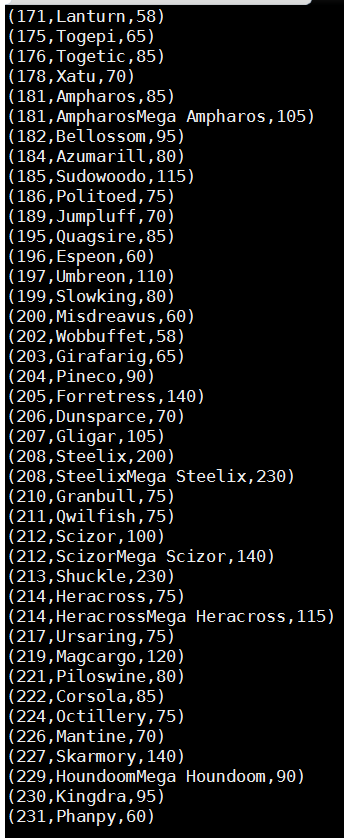 (171,Lanturn,58)
(175,Togepi,65)
(176,Togetic,85)
(178,Xatu,70)
(181,Ampharos,85)
(181,AmpharosMega Ampharos,105)
(182,Bellossom,95)
(184,Azumarill,80)
(185,Sudowoodo,115)
(186,Politoed,75)
(189,Jumpluff,70)
(195,Quagsire,85)
(196,Espeon,60)
(197,Umbreon,110)
(199,Slowking,80)
(200,Misdreavus,60)
(202,Wobbuffet,58)
(203,Girafarig,65)
(204,Pineco,90)
(205,Forretress,140)
(206,Dunsparce,70)
(207,Gligar,105)
(208,Steelix,200)
(208,SteelixMega Steelix,230)
(210,Granbull,75)
(211,Qwilfish,75)
(212,Scizor,100)
(212,ScizorMega Scizor,140)
(213,Shuckle,230)
(214,Heracross,75)
(214,HeracrossMega Heracross,115)
(217,Ursaring,75)
(219,Magcargo,120)
(221,Piloswine,80)
(222,Corsola,85)
(224,Octillery,75)
(226,Mantine,70)
(227,Skarmory,140)
(229,HoundoomMega Houndoom,90)
(230,Kingdra,95)
(231,Phanpy,60)